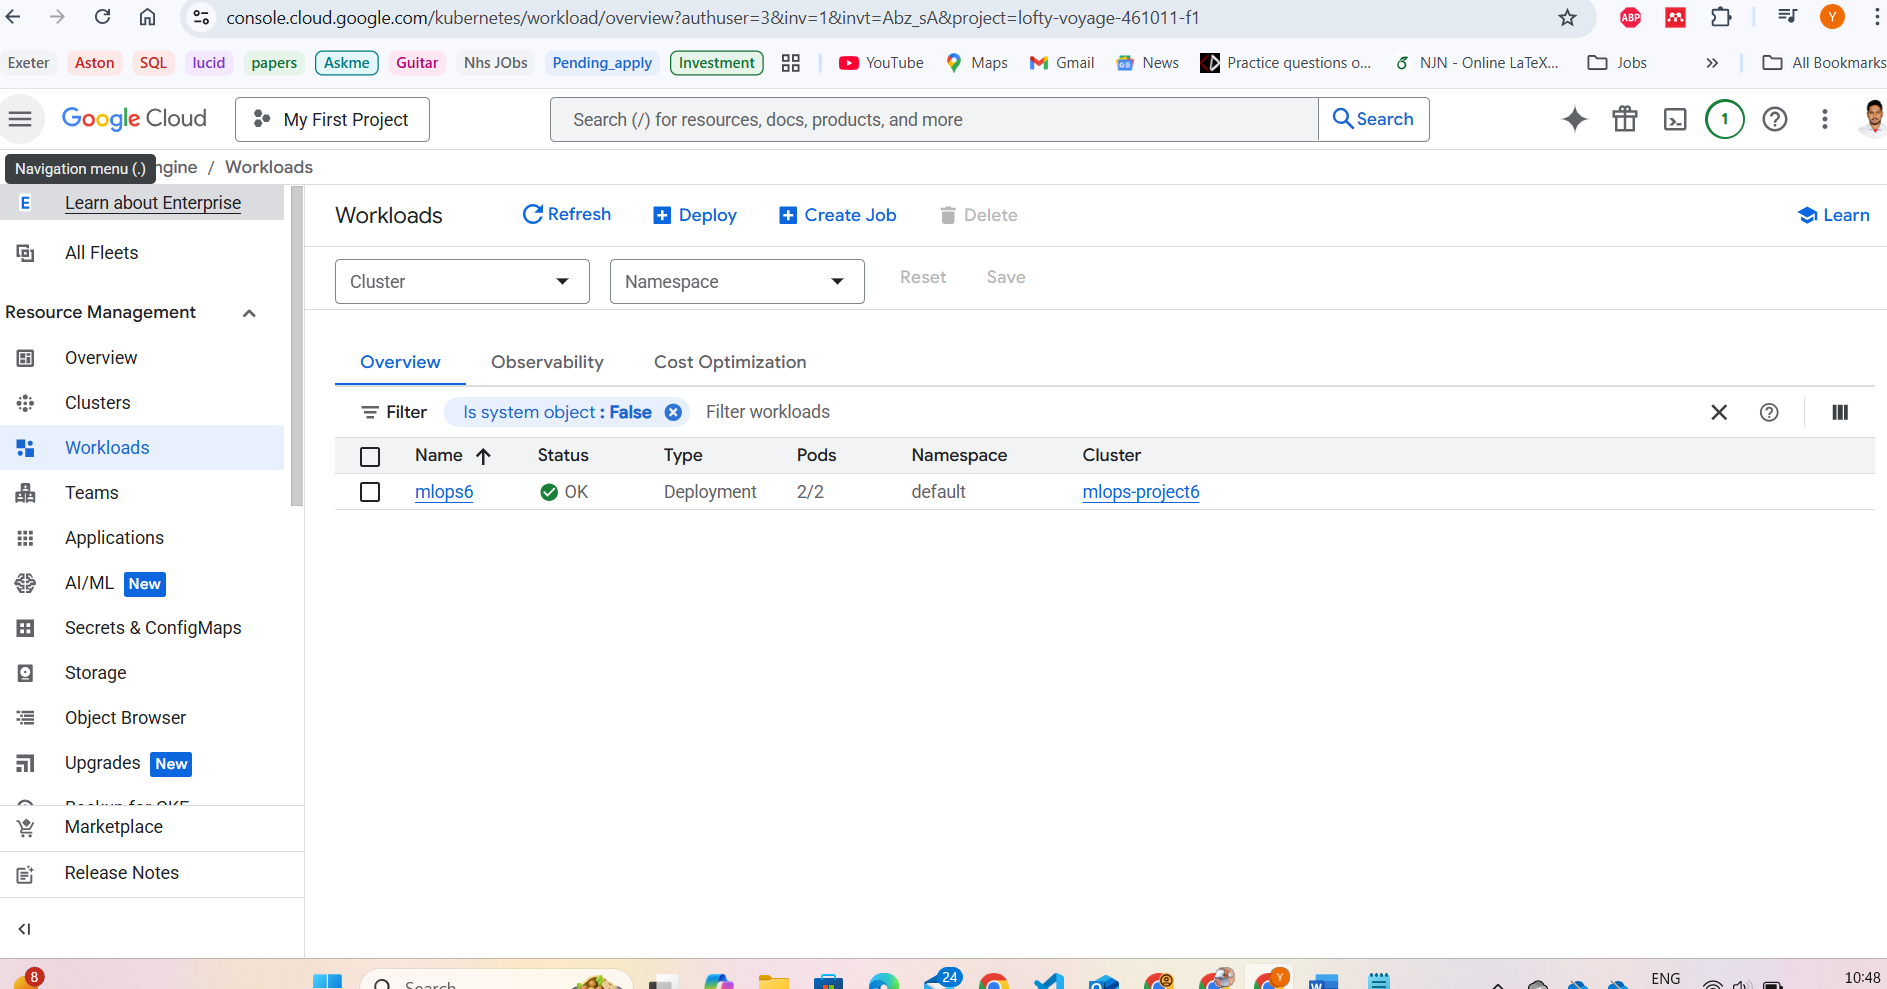 console.cloud.google.com/kubernetes/workload/overview?authuser=3&inv=1&invt=Abz_sA&project=lofty-voyage-461011-f1
ABP
Y
Exeter Aston SQL lucid papers Askme Guitar Nhs JObs Pending_apply Investment YouTube Maps Gmail News Practice questions o... NJN - Online LaTeX... Jobs » All Bookmarks
Google Cloud My First Project Search (/) for resources, docs, products, and more Search 1
Navigation menu (.) ngine / Workloads
E Learn about Enterprise
All Fleets
Resource Management
Overview
Clusters
Workloads
Teams
Applications
AI/ML New
Secrets & ConfigMaps
Storage
Object Browser
Upgrades New
Backup for GKE
Marketplace
Release Notes
Workloads Refresh Deploy Create Job Delete Learn
Cluster Namespace Reset Save
Overview Observability Cost Optimization
Filter Is system object : False Filter workloads
Name Status Type Pods Namespace Cluster
mlops6 OK Deployment 2/2 default mlops-project6
8 Search 24 Y W ENG 10:48